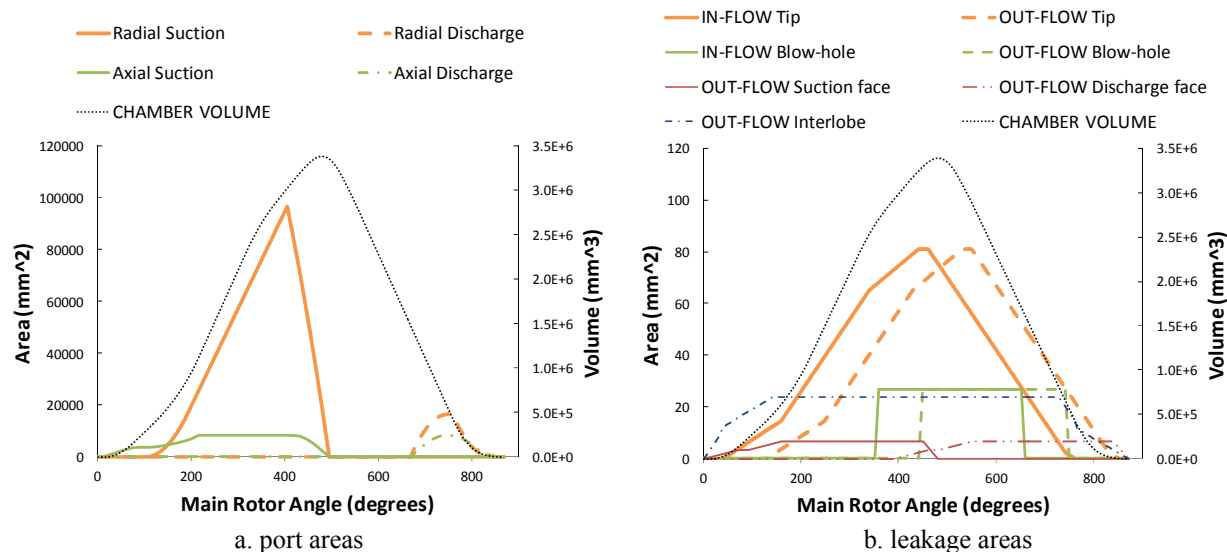 Radial Suction
Radial Discharge
Axial Suction
Axial Discharge
CHAMBER VOLUME
120000
100000
80000
60000
40000
20000
0
Area (mm^2)
3.5E+6
3.0E+6
2.5E+6
2.0E+6
1.5E+6
1.0E+6
5.0E+5
0.0E+0
Volume (mm^3)
0 200 400 600 800
Main Rotor Angle (degrees)
a. port areas
IN-FLOW Tip
OUT-FLOW Tip
IN-FLOW Blow-hole
OUT-FLOW Blow-hole
OUT-FLOW Suction face
OUT-FLOW Discharge face
OUT-FLOW Interlobe
CHAMBER VOLUME
120
100
80
60
40
20
0
Area (mm^2)
3.5E+6
3.0E+6
2.5E+6
2.0E+6
1.5E+6
1.0E+6
5.0E+5
0.0E+0
Volume (mm^3)
0 200 400 600 800
Main Rotor Angle (degrees)
b. leakage areas